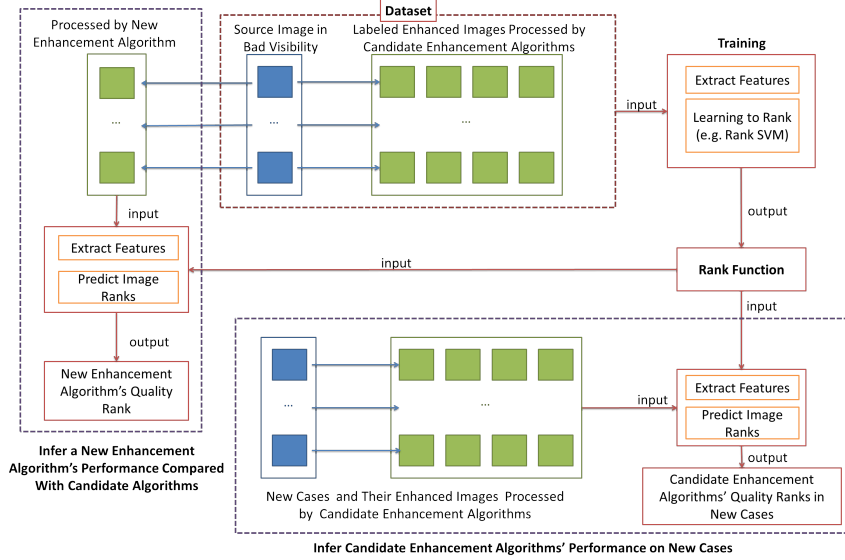 Dataset
Processed by New
Enhancement Algorithm
Source Image in
Bad Visibility
Labeled Enhanced Images Processed by
Candidate Enhancement Algorithms
...
...
...
input
Training
Extract Features
Learning to Rank
(e.g. Rank SVM)
output
Rank Function
input
input
input
Extract Features
Predict Image
Ranks
output
New Enhancement
Algorithm's Quality
Rank
Infer a New Enhancement
Algorithm's Performance Compared
With Candidate Algorithms
...
...
New Cases and Their Enhanced Images Processed
by Candidate Enhancement Algorithms
input
Extract Features
Predict Image
Ranks
output
Candidate Enhancement
Algorithms' Quality Ranks in
New Cases
Infer Candidate Enhancement Algorithms' Performance on New Cases